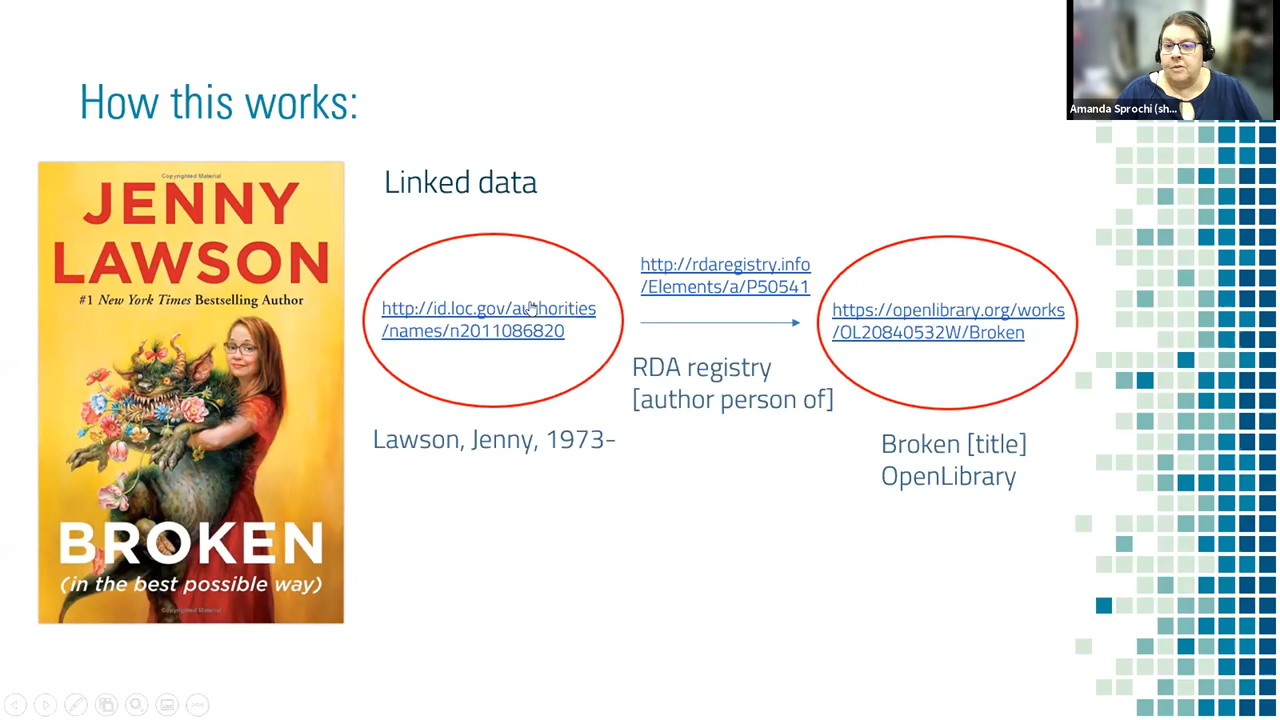 Amanda Sprochi (sh...
How this works:
Copyrighted Material
JENNY
LAWSON
#1 New York Times Bestselling Author
BROKEN
(in the best possible way)
Copyrighted Material
Linked data
http://id.loc.gov/authorities
/names/n2011086820
Lawson, Jenny, 1973-
http://rdaregistry.info
/Elements/a/P50541
RDA registry
[author person of]
https://openlibrary.org/works
/OL20840532W/Broken
Broken [title]
OpenLibrary